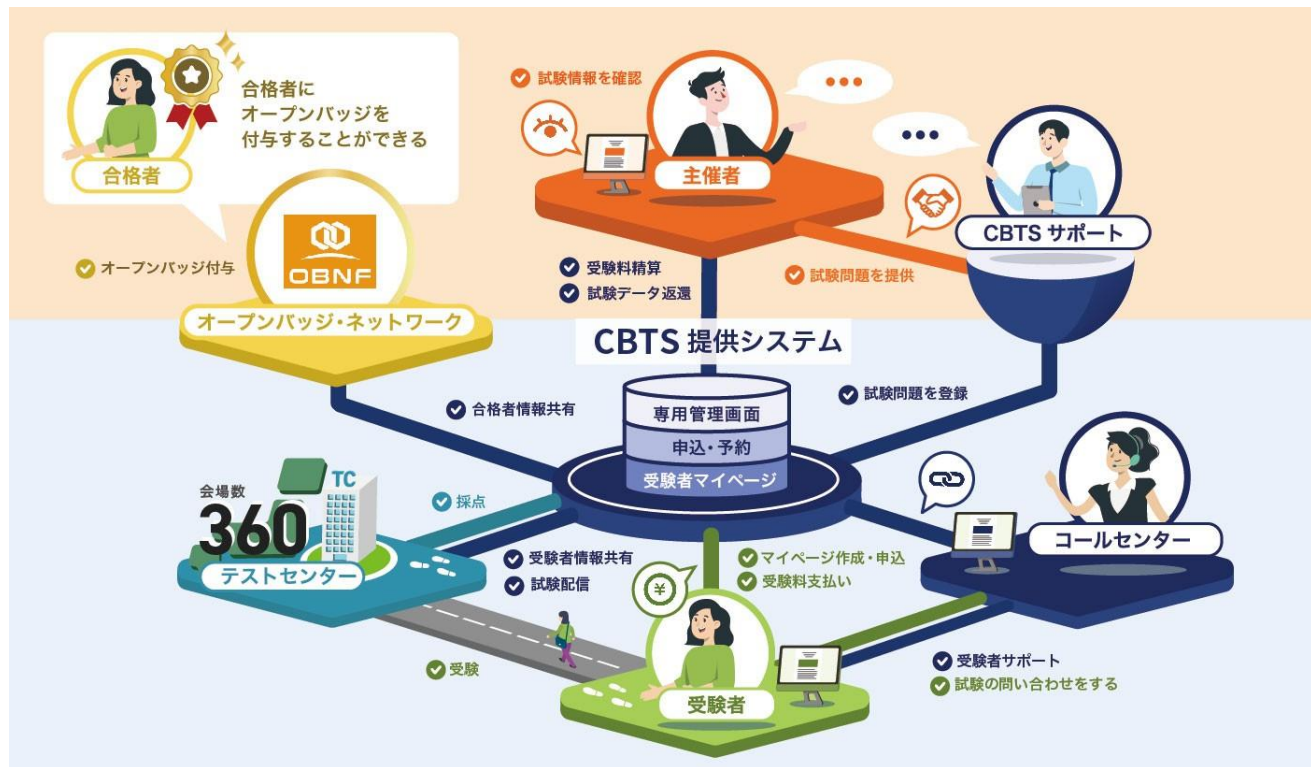 合格者に
オープンバッジを
付与することができる
合格者
オープンバッジ付与
OBNF
オープンバッジ・ネットワーク
試験情報を確認
主催者
CBTS サポート
受験料精算
試験データ返還
試験問題を提供
CBTS 提供システム
合格者情報共有
専用管理画面
申込・予約
受験者マイページ
試験問題を登録
会場数
360
TC
テストセンター
採点
受験者情報共有
試験配信
マイページ作成・申込
受験料支払い
コールセンター
受験
¥
受験者
受験者サポート
試験の問い合わせをする